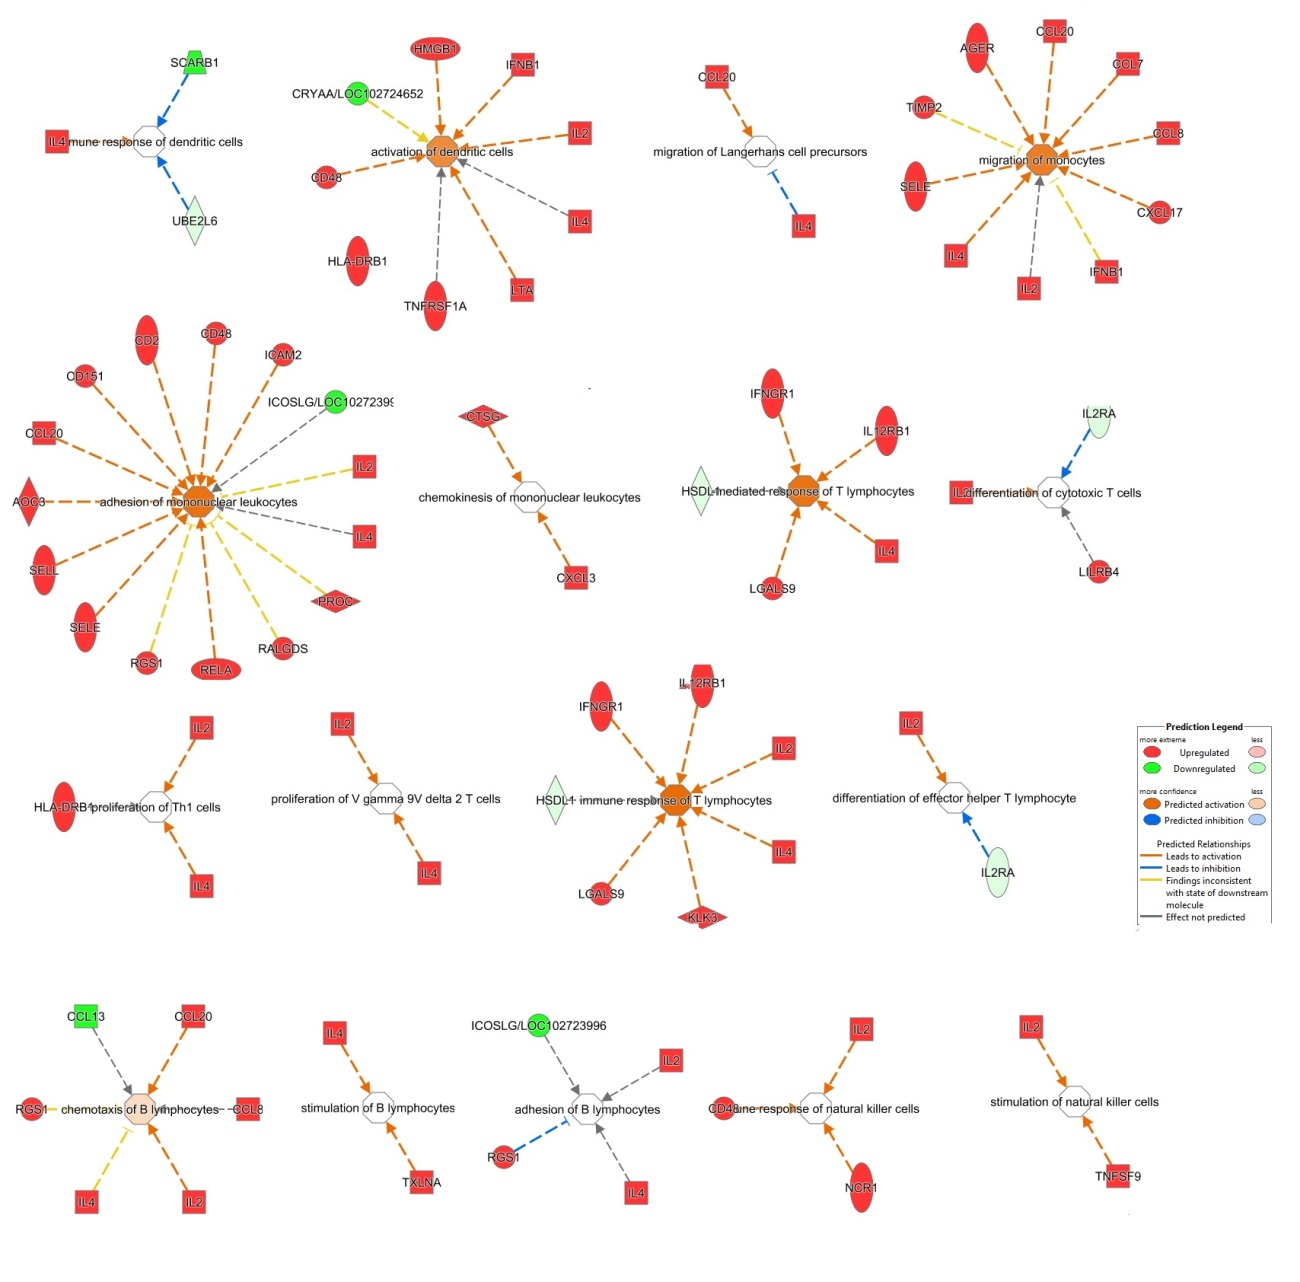 SCARB1
IL4 mune response of dendritic cells
UBE2L6
HMGB1
IFNB1
CRYAA/LOC102724652
IL2
activation of dendritic cells
CD48
IL4
HLA-DRB1
LTA
TNFRSF1A
CCL20
migration of Langerhans cell precursors
IL4
CCL20
AGER
CCL7
TIMP2
CCL8
migration of monocytes
SELE
CXCL17
IL4
IFNB1
IL2
CD48
CD2
ICAM2
CD151
ICOSLG/LOC10272399
CCL20
IL2
AOC3
adhesion of mononuclear leukocytes
IL4
SELL
PROC
SELE
RALGDS
RGS1
RELA
CTSG
chemokinesis of mononuclear leukocytes
CXCL3
IFNGR1
IL12RB1
HSDL1 mediated response of T lymphocytes
IL4
LGALS9
IL2RA
differentiation of cytotoxic T cells
LILRB4
IL2
HLA-DRB1 proliferation of Th1 cells
IL4
IL2
proliferation of V gamma 9V delta 2 T cells
IL4
IL12RB1
IFNGR1
IL2
HSDL1 immune response of T lymphocytes
IL4
LGALS9
KLK3
IL2
differentiation of effector helper T lymphocyte
IL2RA
Prediction Legend
more extreme less
Upregulated
Downregulated
more confidence less
Predicted activation
Predicted inhibition
Predicted Relationships
Leads to activation
Leads to inhibition
Findings inconsistent
with state of downstream
molecule
Effect not predicted
CCL13
CCL20
RGS1 chemotaxis of B lymphocytes CCL8
IL4
IL2
IL4
stimulation of B lymphocytes
TXLNA
ICOSLG/LOC102723996
IL2
adhesion of B lymphocytes
RGS1
IL4
IL2
CD48 une response of natural killer cells
NCR1
IL2
stimulation of natural killer cells
TNFSF9